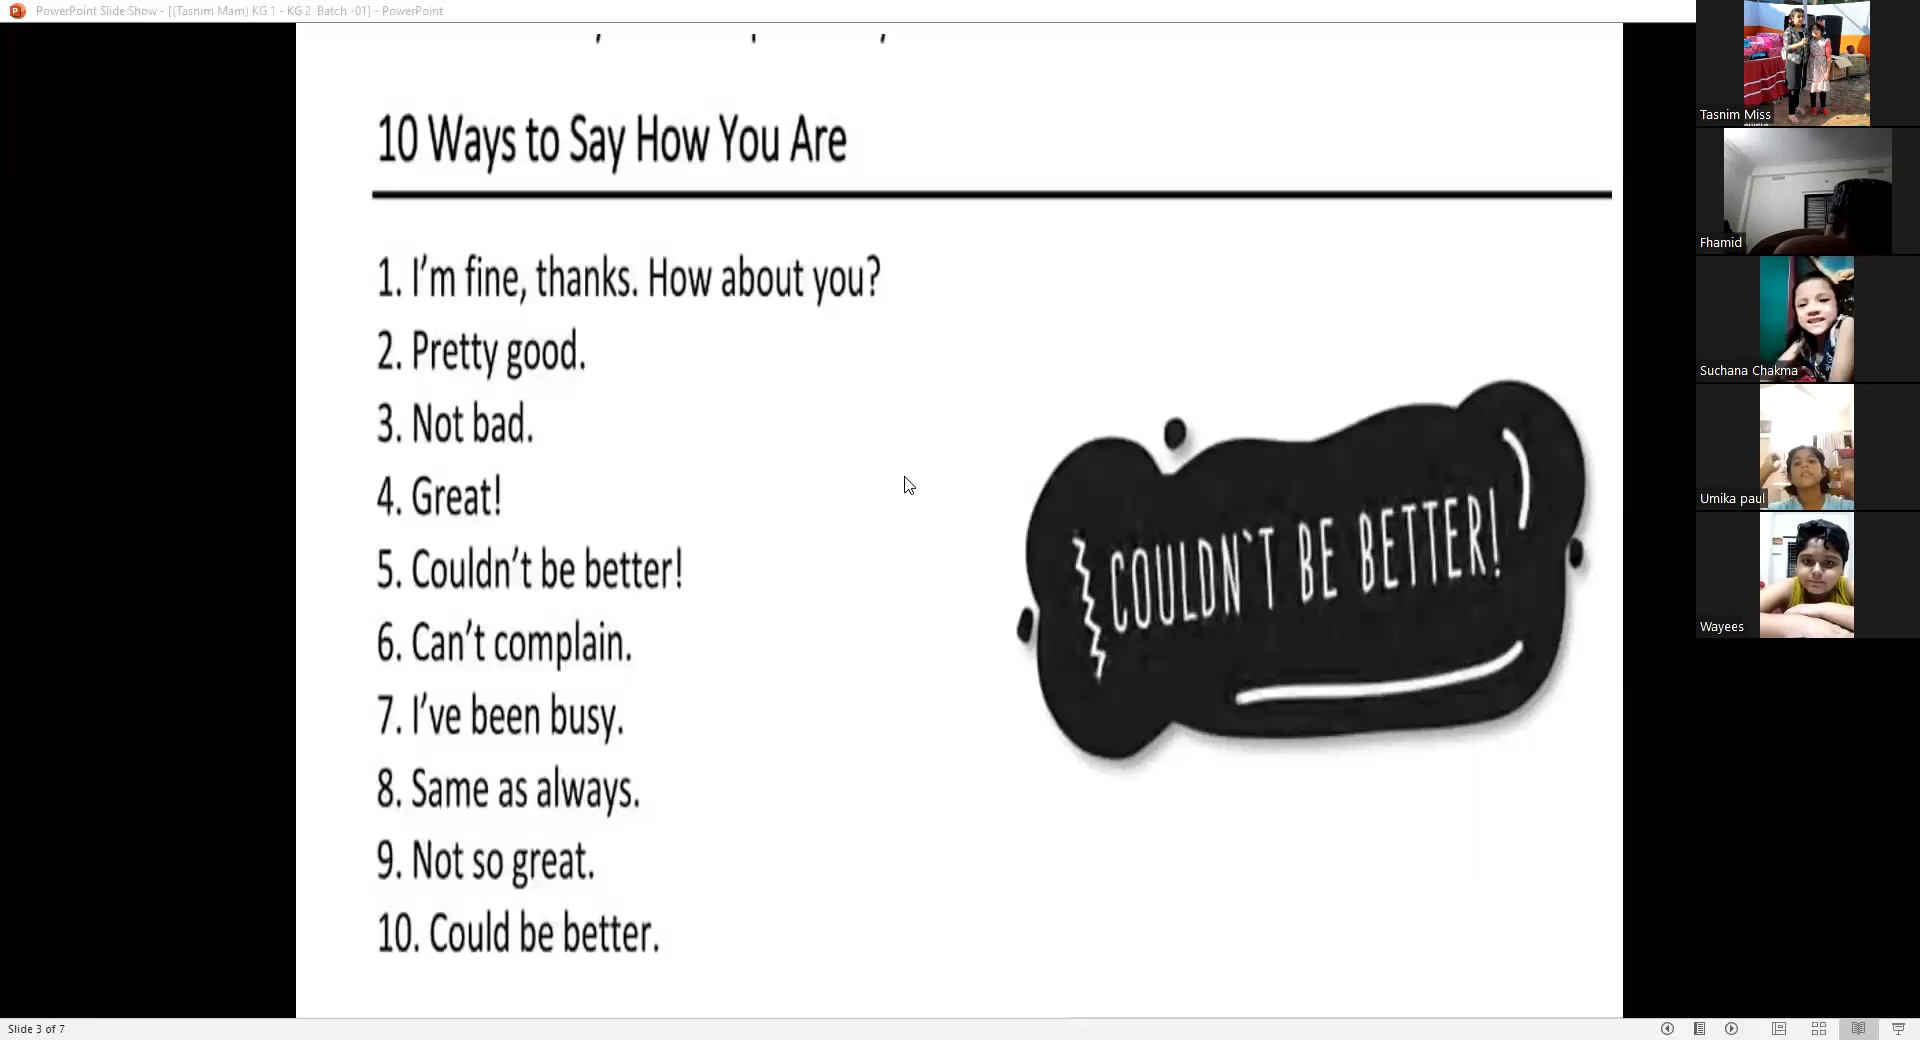 PowerPoint Slide Show - [(Tasnim Mam) KG 1 - KG 2 Batch -01] - PowerPoint
10 Ways to Say How You Are
1. I'm fine, thanks. How about you?
2. Pretty good.
3. Not bad.
4. Great!
5. Couldn't be better!
6. Can't complain.
7. I've been busy.
8. Same as always.
9. Not so great.
10. Could be better.
COULDN`T BE BETTER!
Tasnim Miss
Fhamid
Suchana Chakma
Umika paul
Wayees
Slide 3 of 7